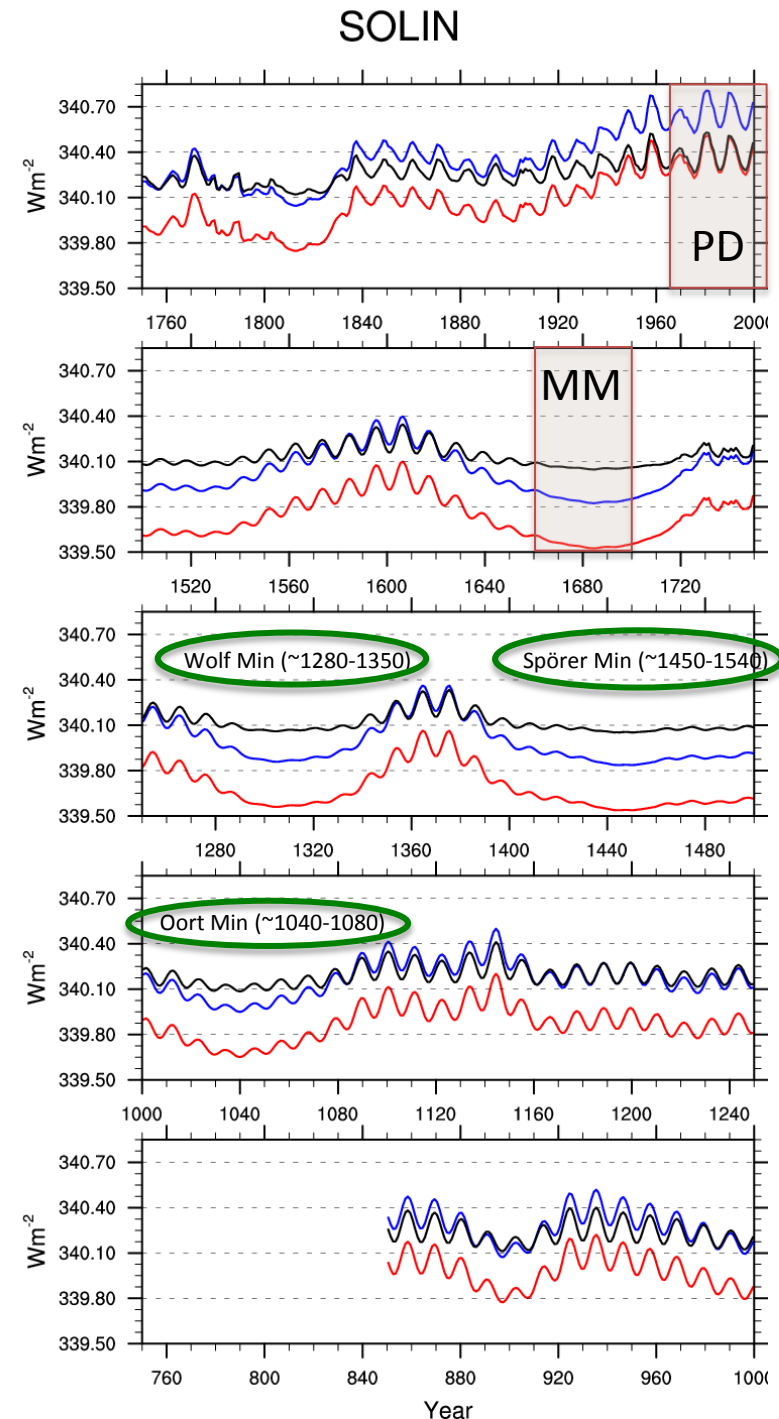 SOLIN
340.70
340.40
340.10
339.80
339.50
Wm-2
PD
1760 1800 1840 1880 1920 1960 2000
340.70
340.40
340.10
339.80
339.50
Wm-2
MM
1520 1560 1600 1640 1680 1720
340.70
340.40
340.10
339.80
339.50
Wm-2
Wolf Min (~1280-1350) Spörer Min (~1450-1540)
1280 1320 1360 1400 1440 1480
340.70
340.40
340.10
339.80
339.50
Wm-2
Oort Min (~1040-1080)
1000 1040 1080 1120 1160 1200 1240
340.70
340.40
340.10
339.80
339.50
Wm-2
760 800 840 880 920 960 1000
Year